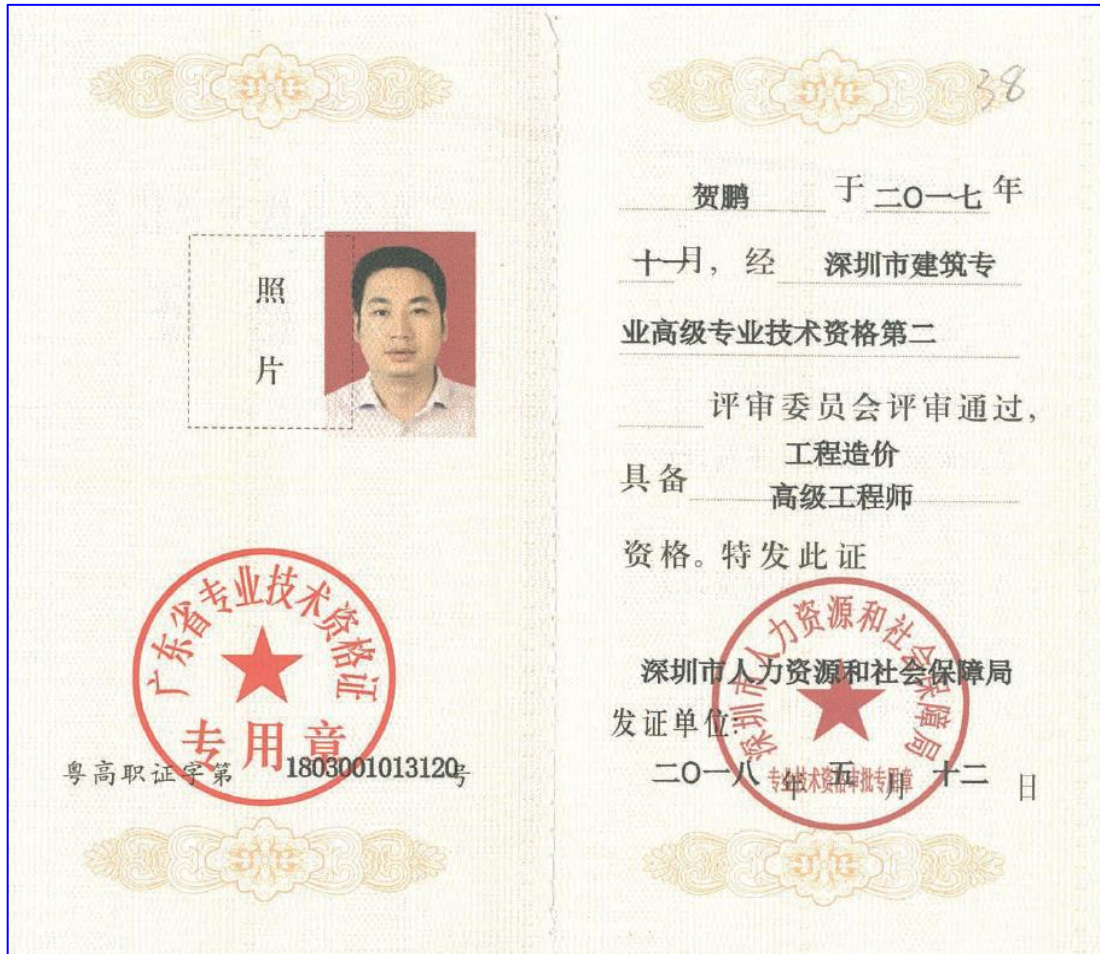 照
片
广东省专业技术资格证
专用章
粤高职证字第 1803001013120号
38
贺鹏 于 二〇一七 年
十一月，经 深圳市建筑专
业高级专业技术资格第二
评审委员会评审通过，
具备 工程造价
高级工程师
资格。特发此证
深圳市人力资源和社会保障局
深圳市人力资源和社会保障局
发证单位：
二〇一八 年 五 月 十二 日
专业技术资格审批专用章